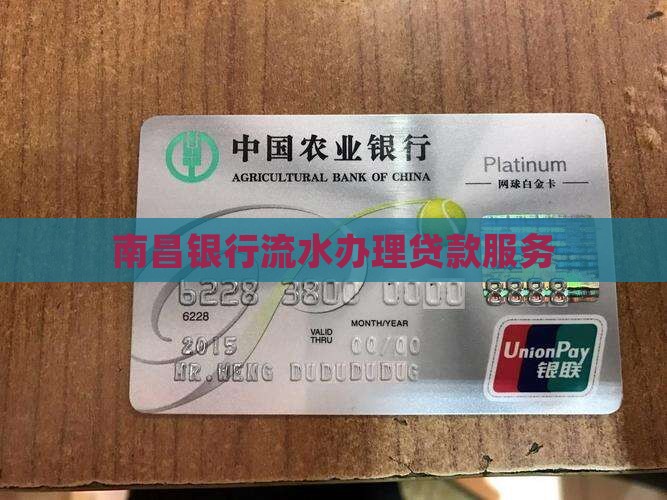 中国农业银行
AGRICULTURAL BANK OF CHINA
Platinum
网球白金卡
南昌银行流水办理贷款服务
6228 3800 0000 8888
6228
VALID THRU
MONTH/YEAR
2015
00/00
MR.WENG DUDUDUDUG
UnionPay
银联